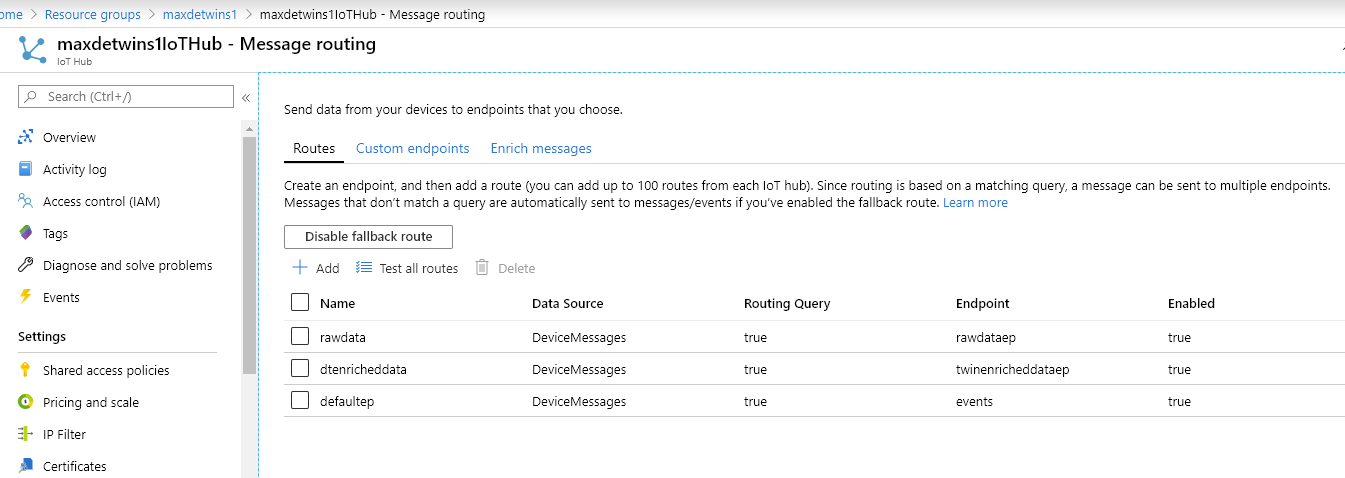 ome > Resource groups > maxdetwins1 > maxdetwins1IoTHub - Message routing
maxdetwins1IoTHub - Message routing
IoT Hub
Search (Ctrl+/)
«
Overview
Activity log
Access control (IAM)
Tags
Diagnose and solve problems
Events
Settings
Shared access policies
Pricing and scale
IP Filter
Certificates
Send data from your devices to endpoints that you choose.
Routes Custom endpoints Enrich messages
Create an endpoint, and then add a route (you can add up to 100 routes from each IoT hub). Since routing is based on a matching query, a message can be sent to multiple endpoints.
Messages that don't match a query are automatically sent to messages/events if you've enabled the fallback route. Learn more
Disable fallback route
Add Test all routes Delete
Name Data Source Routing Query Endpoint Enabled
rawdata DeviceMessages true rawdataep true
dtenricheddata DeviceMessages true twinenricheddataep true
defaultep DeviceMessages true events true